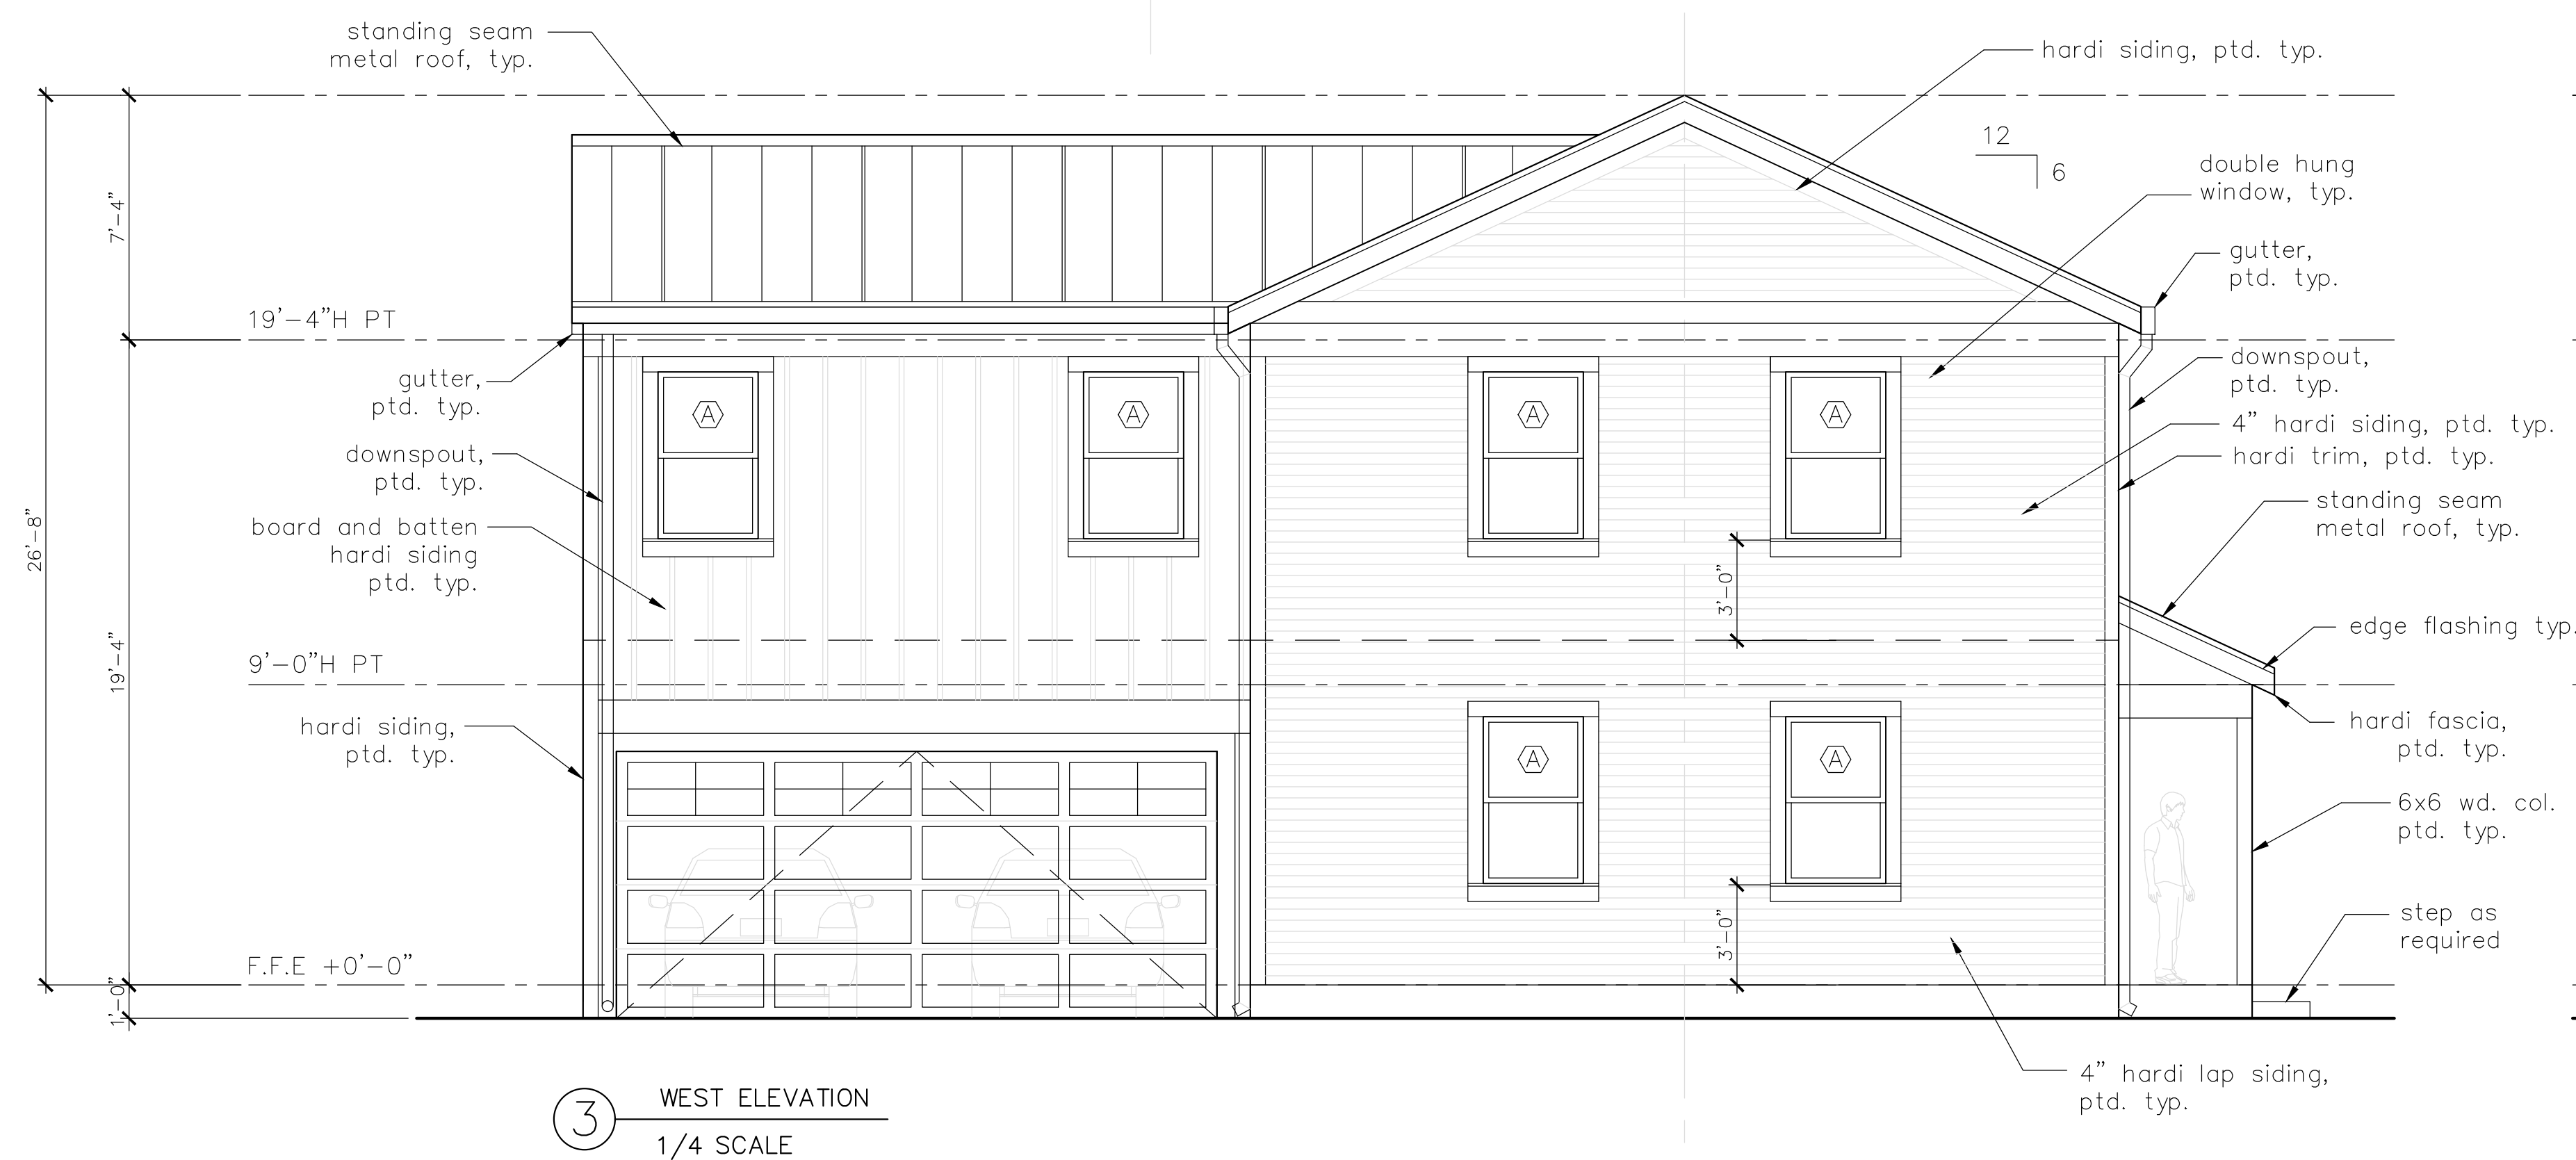 standing seam
metal roof, typ.
hardi siding, ptd. typ.
12
6
double hung
window, typ.
gutter,
ptd. typ.
7'-4"
19'-4"H PT
gutter,
ptd. typ.
downspout,
ptd. typ.
A
A
A
A
4" hardi siding, ptd. typ.
hardi trim, ptd. typ.
downspout,
ptd. typ.
standing seam
metal roof, typ.
board and batten
hardi siding
ptd. typ.
26'-8"
3'-0"
edge flashing typ.
19'-4"
9'-0"H PT
hardi siding,
ptd. typ.
hardi fascia,
ptd. typ.
A
A
6x6 wd. col.
ptd. typ.
3'-0"
step as
required
F.F.E +0'-0"
1'-0"
4" hardi lap siding,
ptd. typ.
3
WEST ELEVATION
1/4 SCALE